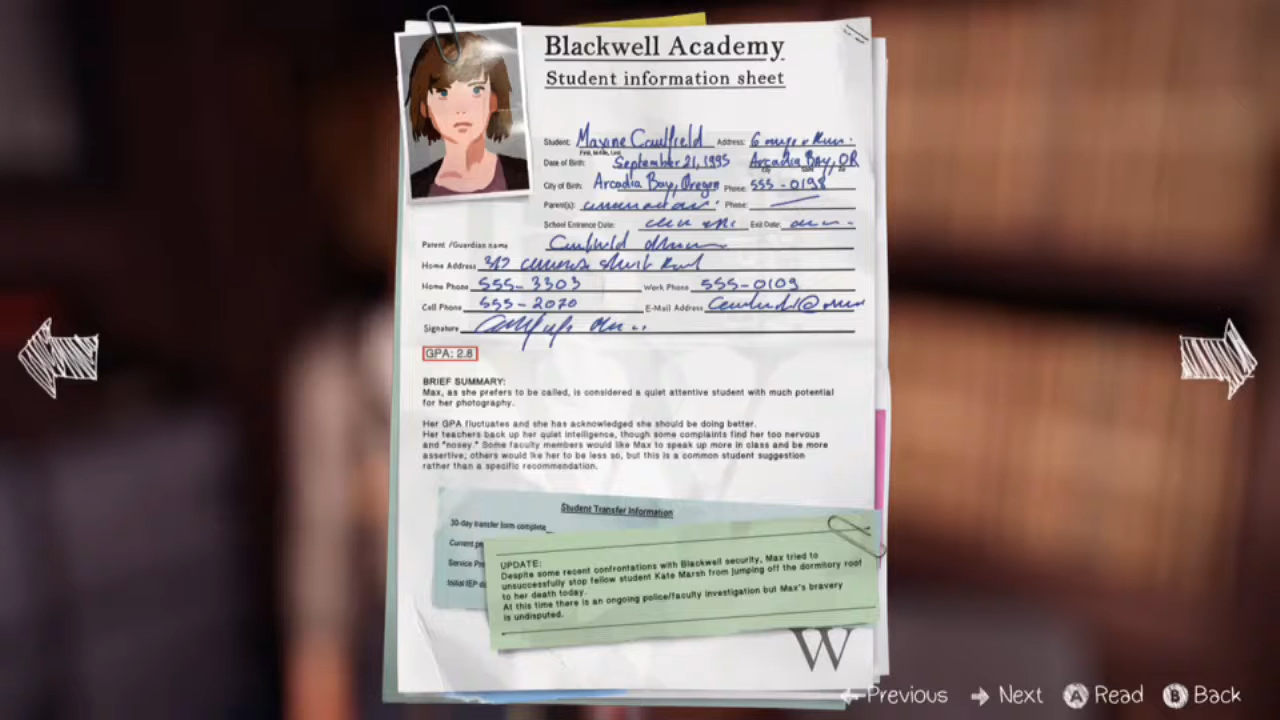 Blackwell Academy
Student information sheet
Student: Maxine Caulfield Address:
First, Middle, Last
Date of Birth: September 21, 1995 Arcadia Bay, OR
City of Birth: Arcadia Bay, Oregon Phone: 555-0198
Parent(s): Phone:
School Entrance Date: Exit Date:
Parent /Guardian name
Home Address
Home Phone 555-3303 Work Phone 555-0109
Cell Phone 555-2070 E-Mail Address
Signature
GPA: 2.8
BRIEF SUMMARY:
Max, as she prefers to be called, is considered a quiet attentive student with much potential
for her photography.
Her GPA fluctuates and she has acknowledged she should be doing better.
Her teachers back up her quiet intelligence, though some complaints find her too nervous
and "nosey." Some faculty members would like Max to speak up more in class and be more
assertive; others would like her to be less so, but this is a common student suggestion
rather than a specific recommendation.
Student Transfer Information
30-day transfer form complete_
Current
Service
Initial IEP
UPDATE:
Despite some recent confrontations with Blackwell security, Max tried to
unsuccessfully stop fellow student Kate Marsh from jumping off the dormitory roof
to her death today.
At this time there is an ongoing police/faculty investigation but Max's bravery
is undisputed.
W
Previous Next A Read B Back